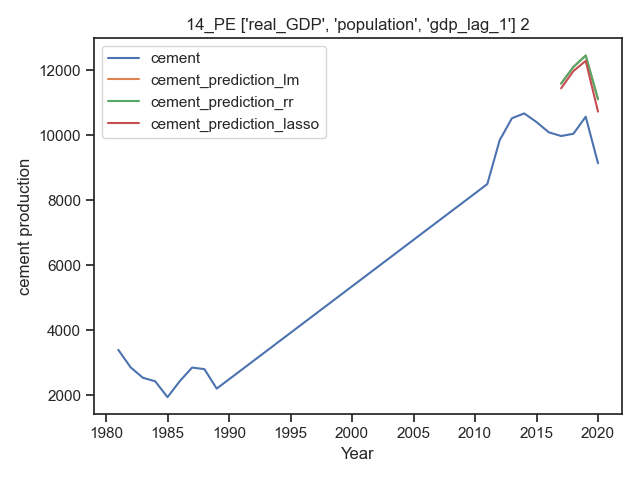 14_PE ['real_GDP', 'population', 'gdp_lag_1'] 2
cement
cement_prediction_lm
cement_prediction_rr
cement_prediction_lasso
12000
10000
8000
6000
4000
2000
cement production
1980 1985 1990 1995 2000 2005 2010 2015 2020
Year